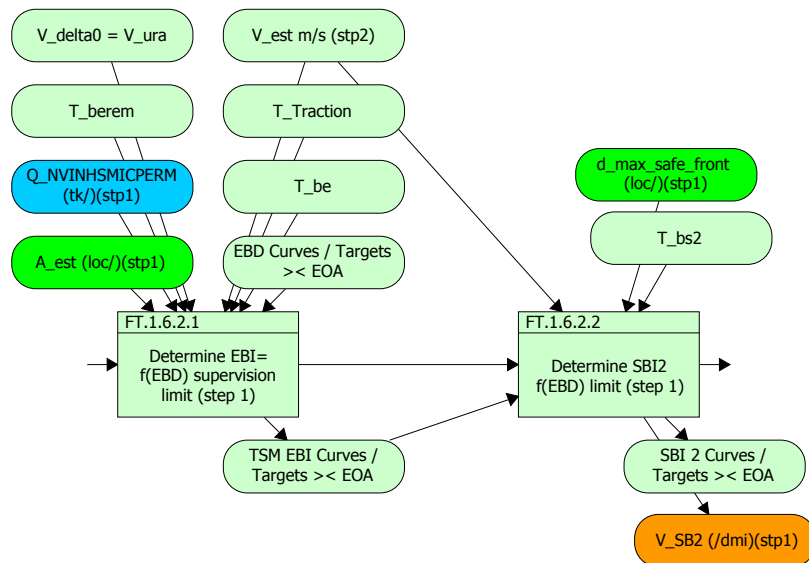 V_delta0 = V_ura
V_est m/s (stp2)
T_berem
T_Traction
Q_NVINHSMICPERM
(tk/)(stp1)
T_be
d_max_safe_front
(loc/)(stp1)
A_est (loc/)(stp1)
EBD Curves / Targets
>< EOA
T_bs2
FT.1.6.2.1
Determine EBI=
f(EBD) supervision
limit (step 1)
FT.1.6.2.2
Determine SBI2
f(EBD) limit (step 1)
TSM EBI Curves /
Targets >< EOA
SBI 2 Curves /
Targets >< EOA
V_SB2 (/dmi)(stp1)